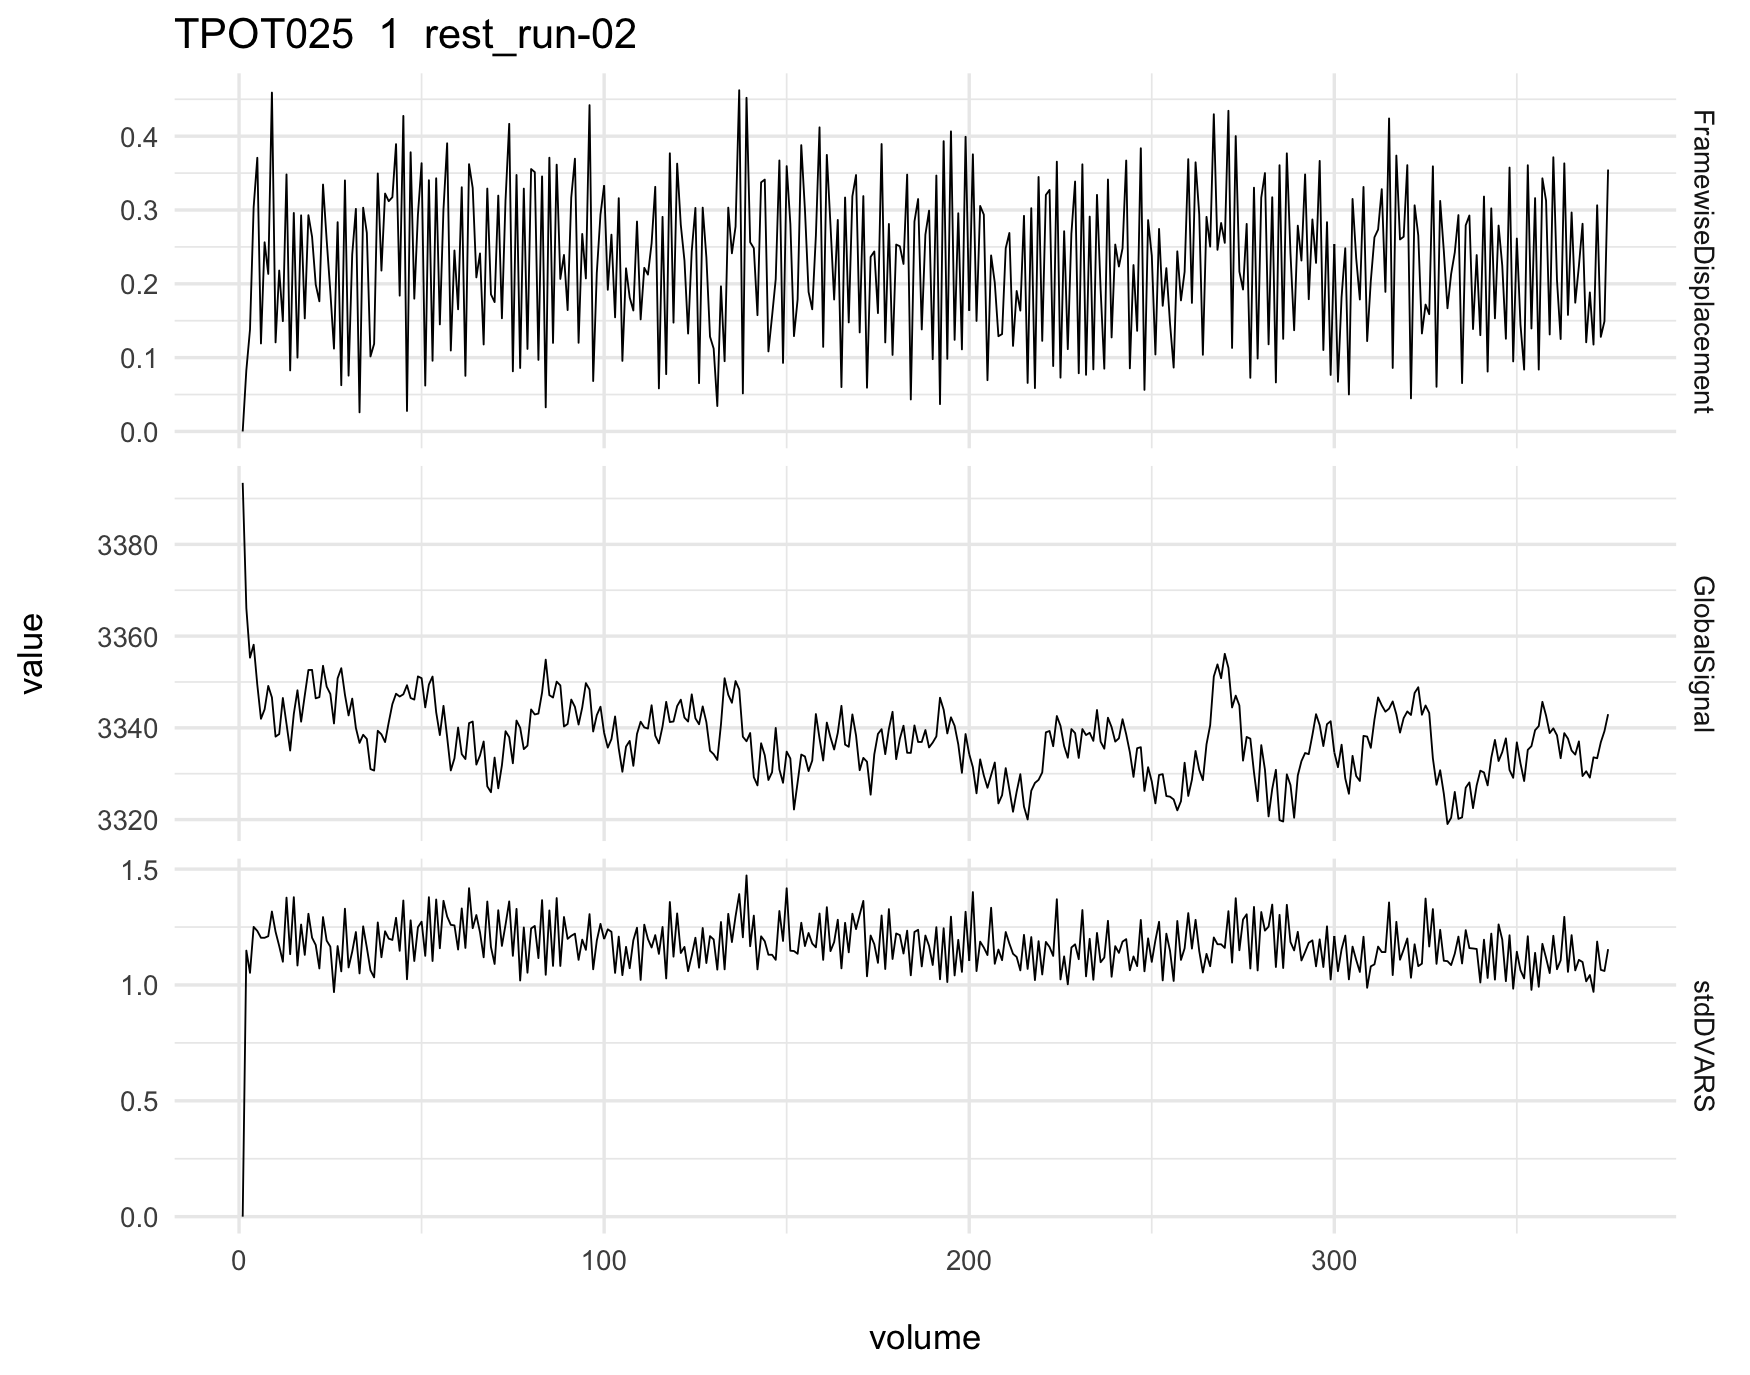 TPOT025 1 rest_run-02
0.4
0.3
0.2
0.1
0.0
FramewiseDisplacement
3380
3360
3340
3320
GlobalSignal
1.5
1.0
0.5
0.0
stdDVARS
value
0 100 200 300
volume